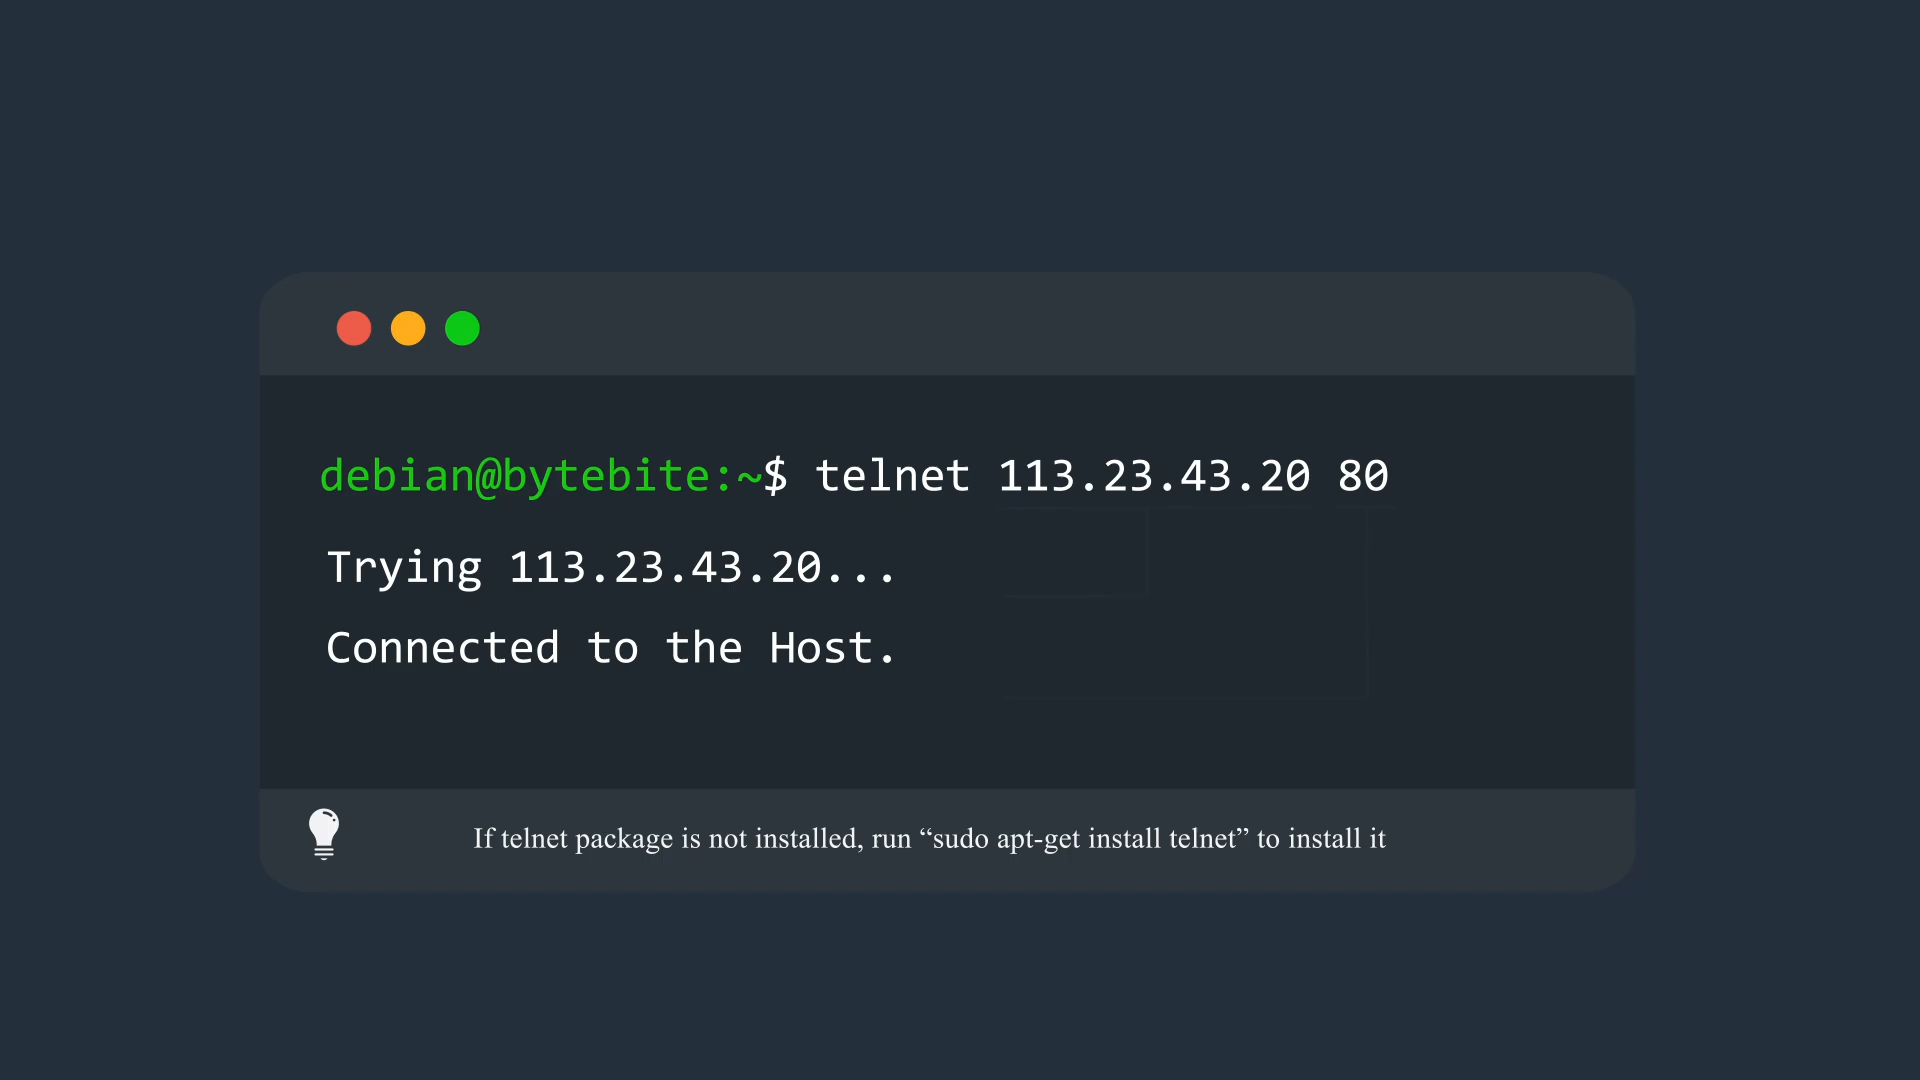 debian@bytebite:~$ telnet 113.23.43.20 80
Trying 113.23.43.20...
Connected to the Host.
If telnet package is not installed, run “sudo apt-get install telnet” to install it